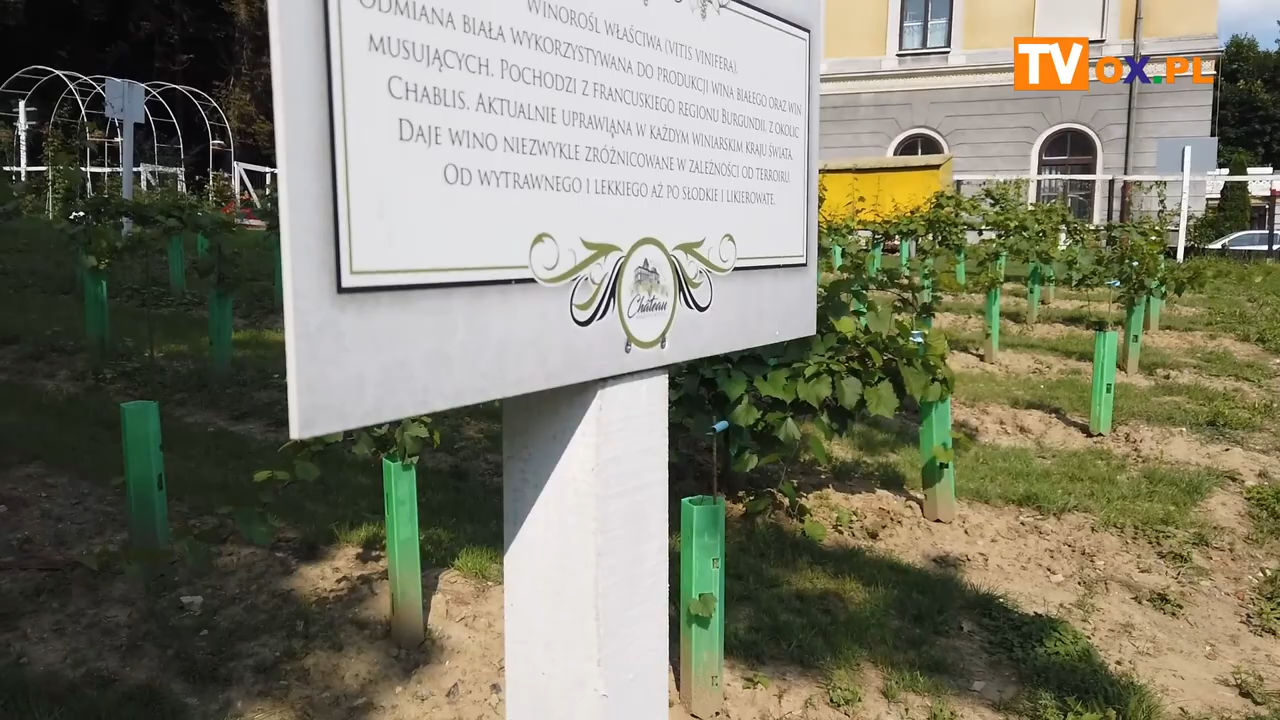 TVOX.PL
WINOROŚL WŁAŚCIWA (VITIS VINIFERA).
ODMIANA BIAŁA WYKORZYSTYWANA DO PRODUKCJI WINA BIAŁEGO ORAZ WIN
MUSUJĄCYCH. POCHODZI Z FRANCUSKIEGO REGIONU BURGUNDII, Z OKOLIC
CHABLIS. AKTUALNIE UPRAWIANA W KAŻDYM WINIARSKIM KRAJU ŚWIATA.
DAJE WINO NIEZWYKLE ZRÓŻNICOWANE W ZALEŻNOŚCI OD TERROIRU.
OD WYTRAWNEGO I LEKKIEGO AŻ PO SŁODKIE I LIKIEROWATE.
Château